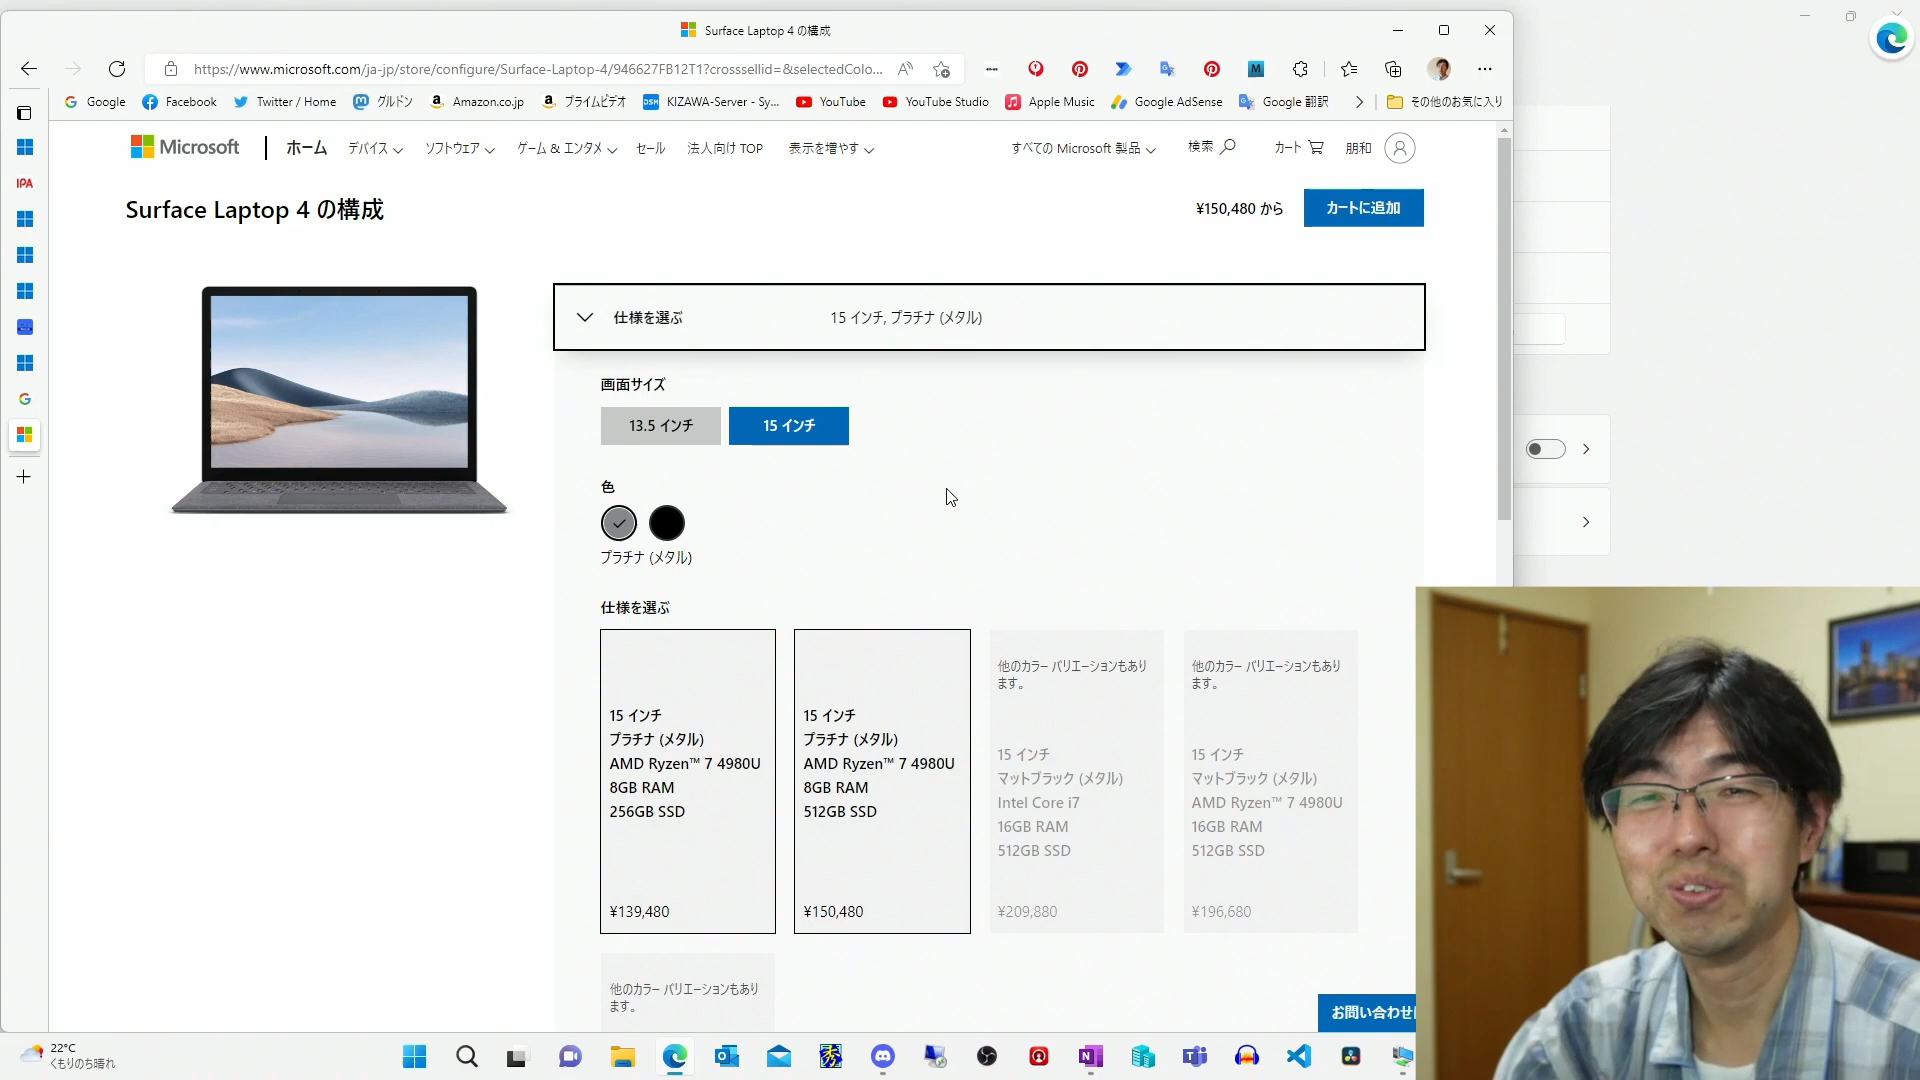 Surface Laptop 4 の構成
https://www.microsoft.com/ja-jp/store/configure/Surface-Laptop-4/946627FB12T1?crosssellid=&selectedColo...
Google
Facebook
Twitter / Home
グルドン
Amazon.co.jp
プライムビデオ
KIZAWA-Server - Sy...
YouTube
YouTube Studio
Apple Music
Google AdSense
Google 翻訳
その他のお気に入り
IPA
Microsoft
ホーム
デバイス
ソフトウェア
ゲーム & エンタメ
セール
法人向け TOP
表示を増やす
すべての Microsoft 製品
検索
カート
朋和
Surface Laptop 4 の構成
¥150,480 から
カートに追加
仕様を選ぶ
15 インチ, プラチナ (メタル)
画面サイズ
13.5 インチ
15 インチ
色
プラチナ (メタル)
仕様を選ぶ
15 インチ
プラチナ (メタル)
AMD Ryzen™ 7 4980U
8GB RAM
256GB SSD
¥139,480
15 インチ
プラチナ (メタル)
AMD Ryzen™ 7 4980U
8GB RAM
512GB SSD
¥150,480
他のカラー バリエーションもあり
ます。
15 インチ
マットブラック (メタル)
Intel Core i7
16GB RAM
512GB SSD
¥209,880
他のカラー バリエーションもあり
ます。
15 インチ
マットブラック (メタル)
AMD Ryzen™ 7 4980U
16GB RAM
512GB SSD
¥196,680
他のカラー バリエーションもあり
ます。
お問い合わせ
22°C
くもりのち晴れ